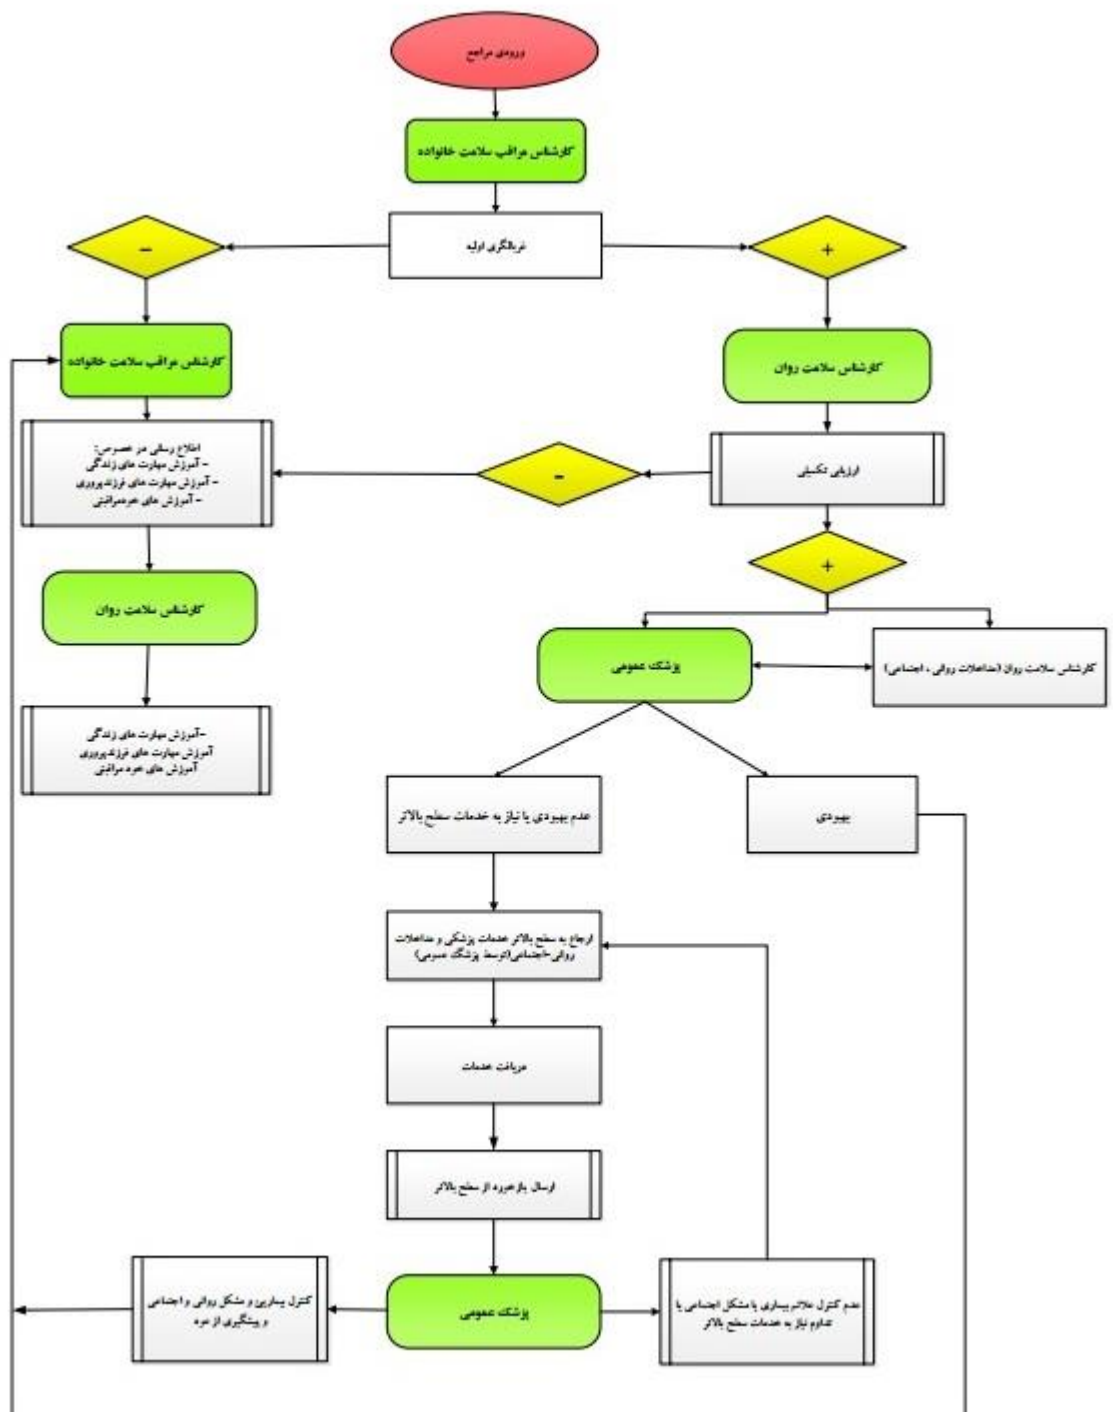 ورودی مراجع
کارشناس مراقب سلامت خانواده
غربالگری اولیه
+
-
کارشناس سلامت روان
کارشناس مراقب سلامت خانواده
ارزیابی تکمیلی
-
اطلاع رسانی در خصوص:
- آموزش مهارت های زندگی
- آموزش مهارت های فرزندپروری
- آموزش های خودمراقبتی
+
کارشناس سلامت روان
کارشناس سلامت روان (مداخلات روانی ، اجتماعی)
پزشک عمومی
-آموزش مهارت های زندگی
آموزش مهارت های فرزندپروری
آموزش های خود مراقبتی
بهبودی
عدم بهبودی یا نیاز به خدمات سطح بالاتر
ارجاع به سطح بالاتر خدمات پزشکی و مداخلات
روانی-اجتماعی(توسط پزشک عمومی)
دریافت خدمات
ارسال بازخورد از سطح بالاتر
عدم کنترل علائم بیماری یا مشکل اجتماعی یا
تداوم نیاز به خدمات سطح بالاتر
پزشک عمومی
کنترل بیماریی و مشکل روانی و اجتماعی
و پیشگیری از عود